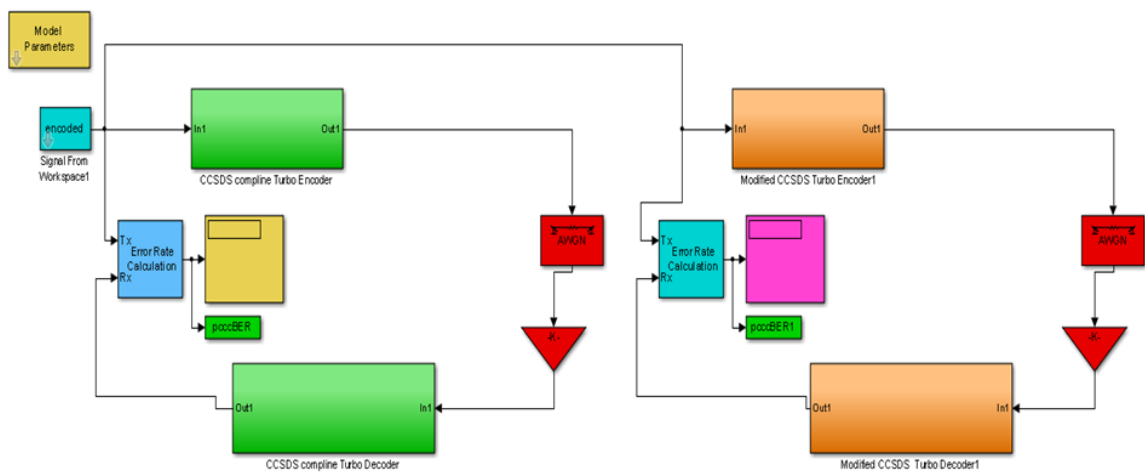 Model
Parameters
encoded
Signal From
Workspace1
In1
Out1
CCSDS compline Turbo Encoder
In1
Out1
Modified CCSDS Turbo Encoder1
Tx
Rx
Error Rate
Calculation
pcccBER
AWGN
-K-
Tx
Rx
Error Rate
Calculation
pcccBER1
AWGN
-K-
Out1
In1
CCSDS compline Turbo Decoder
Out1
In1
Modified CCSDS Turbo Decoder1